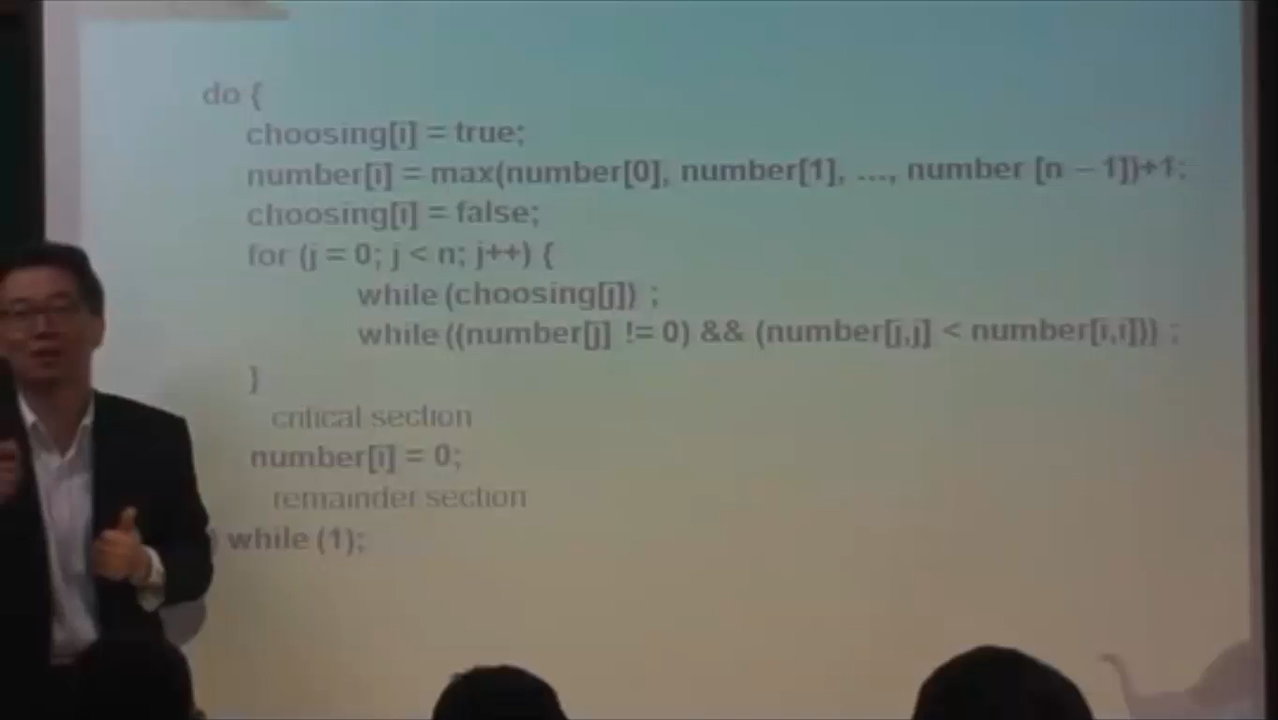 do {
choosing[i] = true;
number[i] = max(number[0], number[1], ..., number [n – 1])+1;
choosing[i] = false;
for (j = 0; j < n; j++) {
while (choosing[j]) ;
while ((number[j] != 0) && (number[j,j] < number[i,i])) ;
}
critical section
number[i] = 0;
remainder section
} while (1);